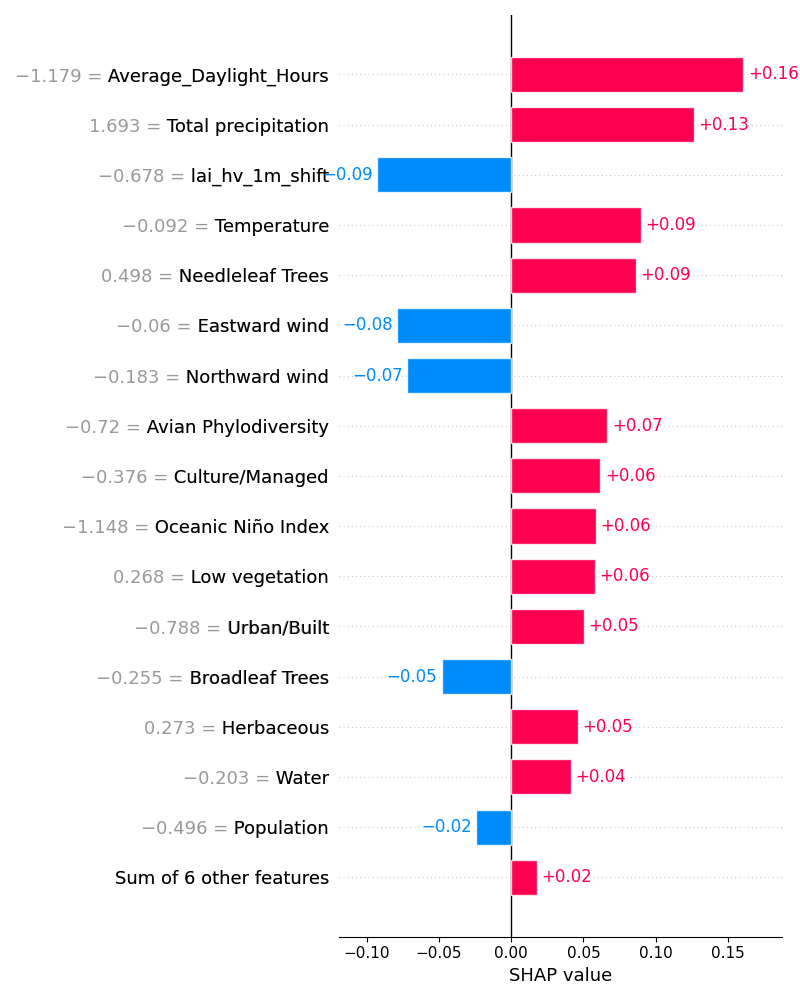 −1.179 = Average_Daylight_Hours +0.16
1.693 = Total precipitation +0.13
−0.678 = lai_hv_1m_shift −0.09
−0.092 = Temperature +0.09
0.498 = Needleleaf Trees +0.09
−0.06 = Eastward wind −0.08
−0.183 = Northward wind −0.07
−0.72 = Avian Phylodiversity +0.07
−0.376 = Culture/Managed +0.06
−1.148 = Oceanic Niño Index +0.06
0.268 = Low vegetation +0.06
−0.788 = Urban/Built +0.05
−0.255 = Broadleaf Trees −0.05
0.273 = Herbaceous +0.05
−0.203 = Water +0.04
−0.496 = Population −0.02
Sum of 6 other features +0.02
−0.10 −0.05 0.00 0.05 0.10 0.15
SHAP value